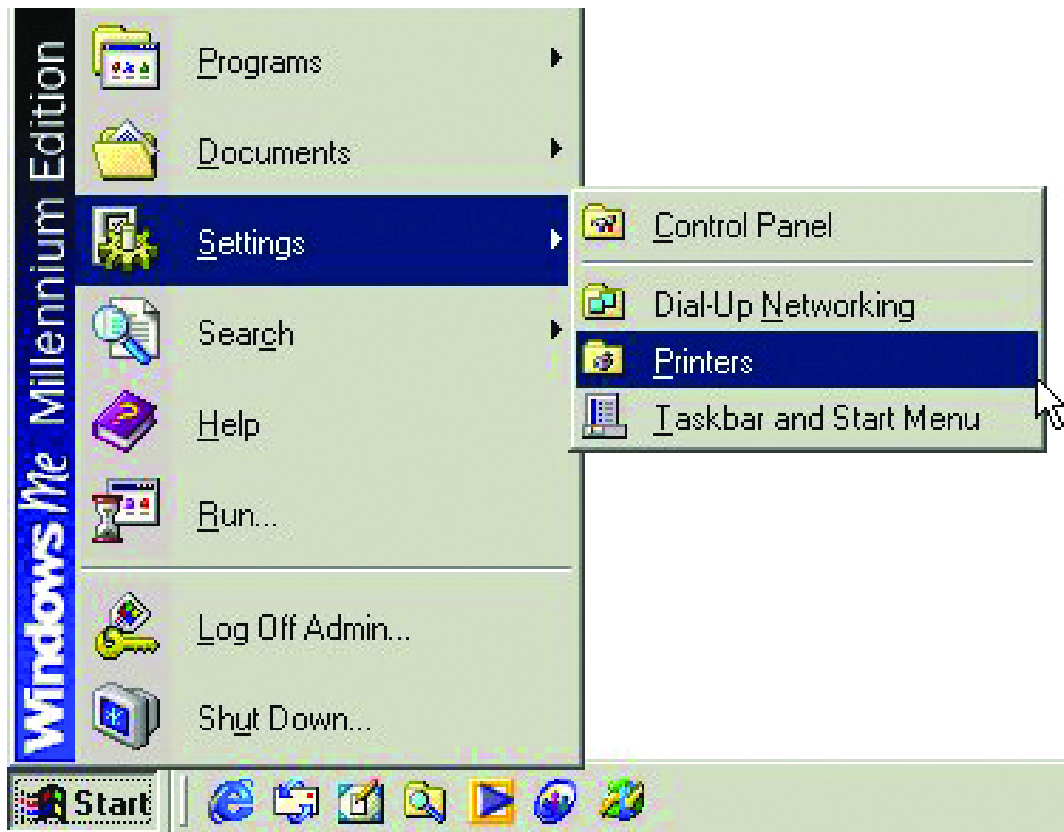 Windows Me Millennium Edition
Programs
Documents
Settings
Search
Help
Run...
Log Off Admin...
Shut Down...
Control Panel
Dial-Up Networking
Printers
Taskbar and Start Menu
Start